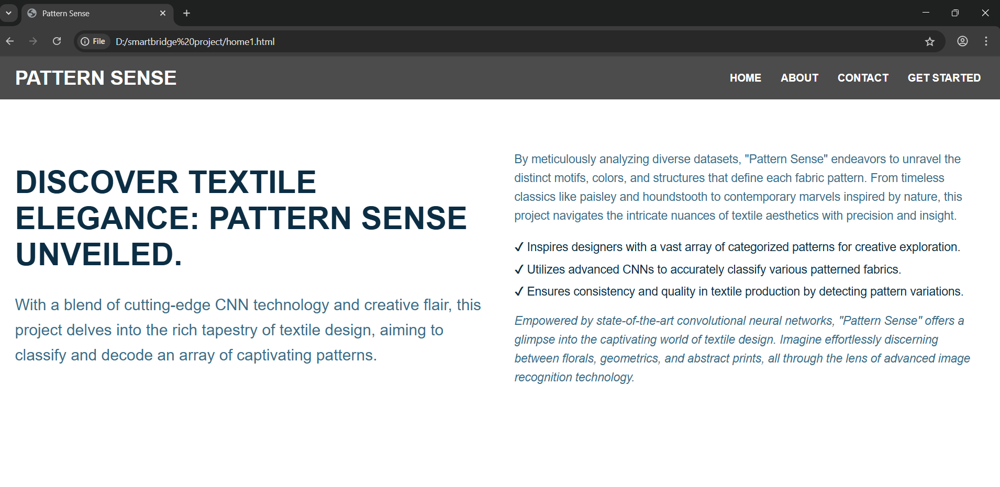 Pattern Sense
File
D:/smartbridge%20project/home1.html
PATTERN SENSE
HOME
ABOUT
CONTACT
GET STARTED
DISCOVER TEXTILE
ELEGANCE: PATTERN SENSE
UNVEILED.
With a blend of cutting-edge CNN technology and creative flair, this
project delves into the rich tapestry of textile design, aiming to
classify and decode an array of captivating patterns.
By meticulously analyzing diverse datasets, "Pattern Sense" endeavors to unravel the
distinct motifs, colors, and structures that define each fabric pattern. From timeless
classics like paisley and houndstooth to contemporary marvels inspired by nature, this
project navigates the intricate nuances of textile aesthetics with precision and insight.
✓ Inspires designers with a vast array of categorized patterns for creative exploration.
✓ Utilizes advanced CNNs to accurately classify various patterned fabrics.
✓ Ensures consistency and quality in textile production by detecting pattern variations.
Empowered by state-of-the-art convolutional neural networks, "Pattern Sense" offers a
glimpse into the captivating world of textile design. Imagine effortlessly discerning
between florals, geometrics, and abstract prints, all through the lens of advanced image
recognition technology.